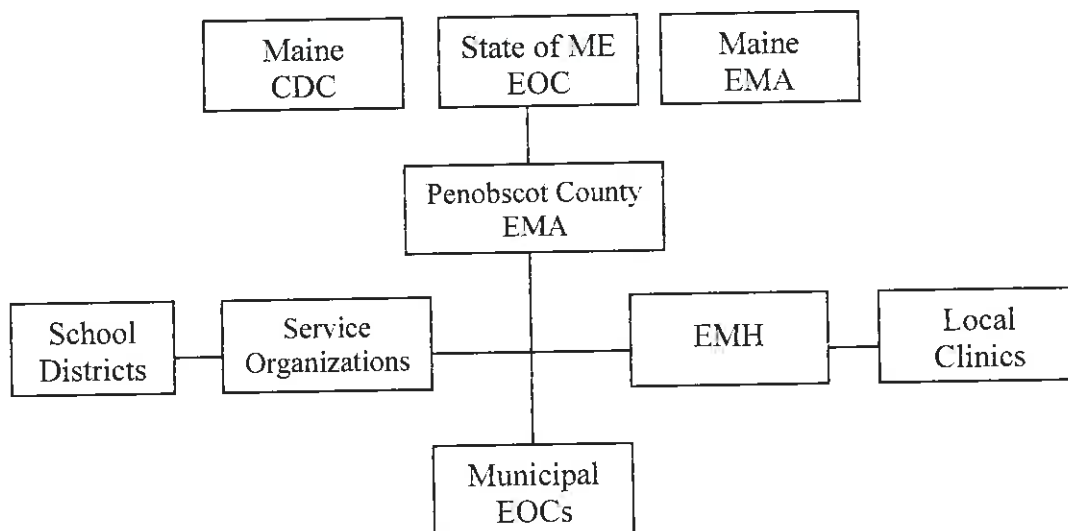 Maine
CDC
State of ME
EOC
Maine
EMA
Penobscot County
EMA
School
Districts
Service
Organizations
EMH
Local
Clinics
Municipal
EOCs